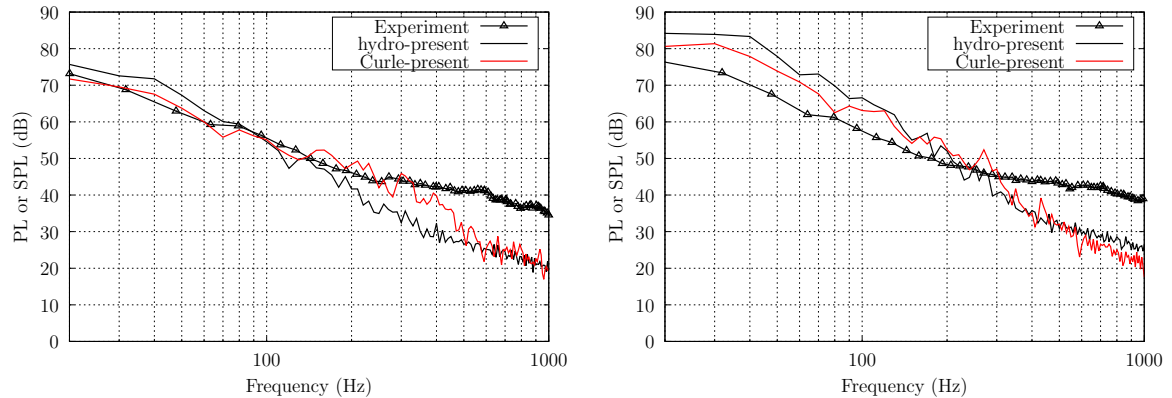 90
80
70
60
50
40
30
20
10
0
PL or SPL (dB)
100
1000
Frequency (Hz)
Experiment
hydro-present
Curle-present
90
80
70
60
50
40
30
20
10
0
PL or SPL (dB)
100
1000
Frequency (Hz)
Experiment
hydro-present
Curle-present